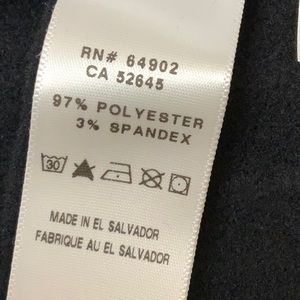 RN# 64902
CA 52645
97% POLYESTER
3% SPANDEX
30
MADE IN EL SALVADOR
FABRIQUE AU EL SALVADOR